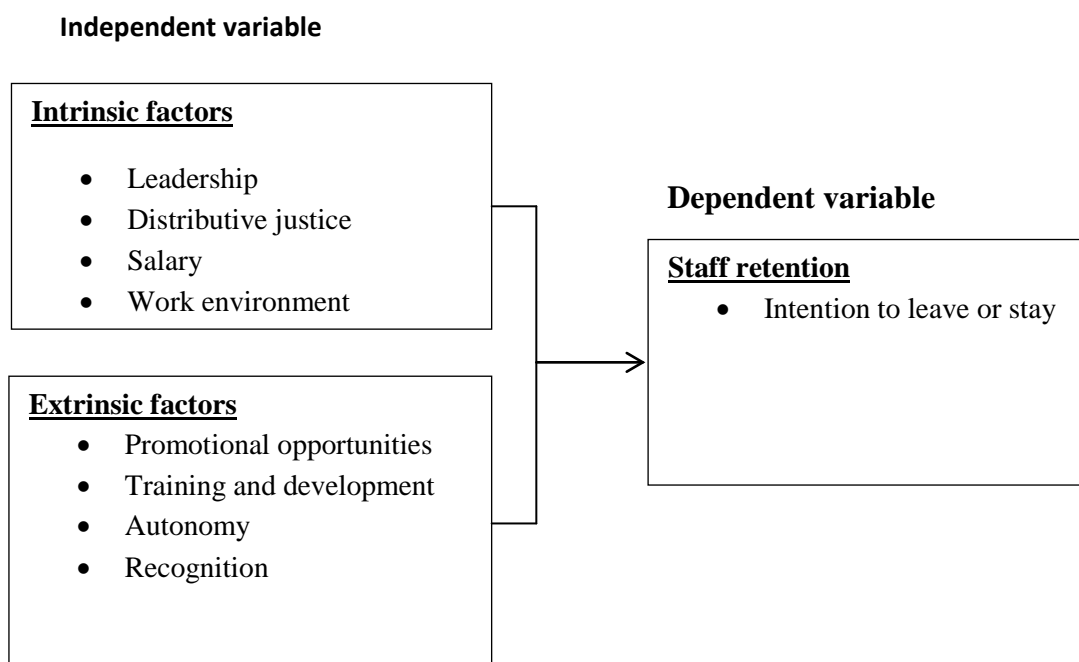 Independent variable
Intrinsic factors
• Leadership
• Distributive justice
• Salary
• Work environment
Extrinsic factors
• Promotional opportunities
• Training and development
• Autonomy
• Recognition
Dependent variable
Staff retention
• Intention to leave or stay